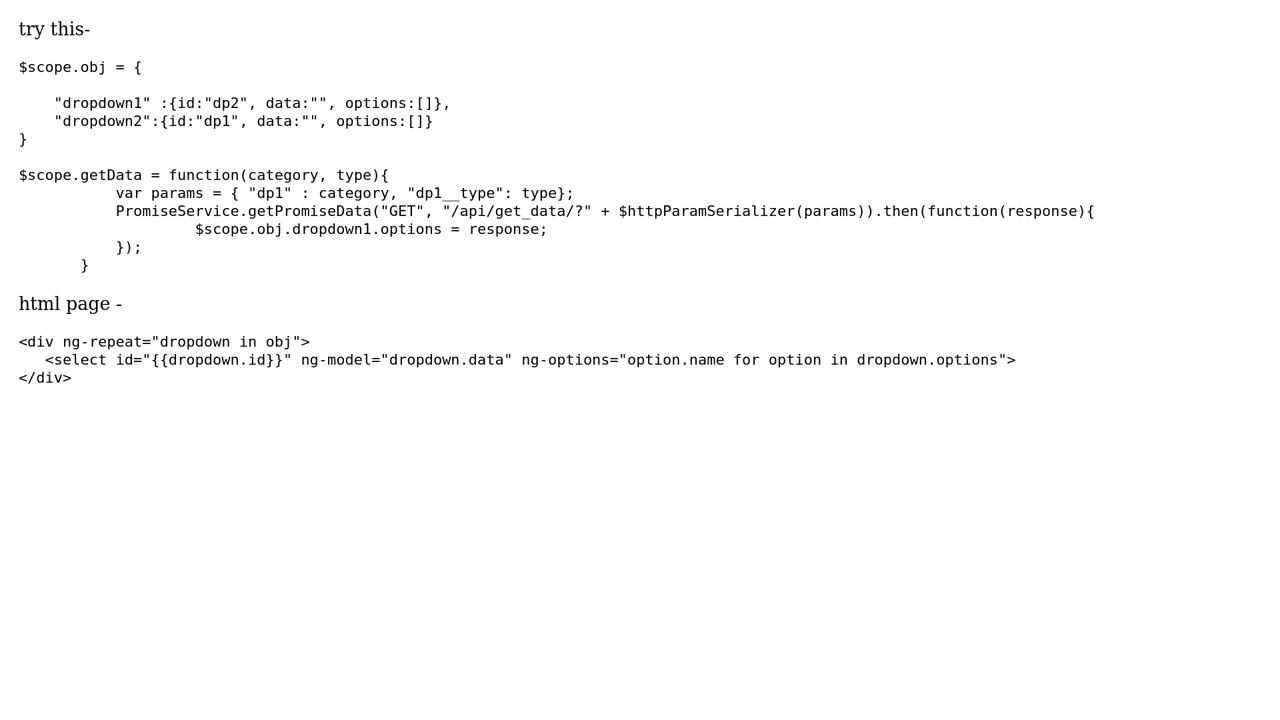 try this-
$scope.obj = {
"dropdown1" :{id:"dp2", data:"", options:[]},
"dropdown2":{id:"dp1", data:"", options:[]}
}
$scope.getData = function(category, type){
var params = { "dp1" : category, "dp1__type": type};
PromiseService.getPromiseData("GET", "/api/get_data/?" + $httpParamSerializer(params)).then(function(response){
$scope.obj.dropdown1.options = response;
});
}
html page -
<div ng-repeat="dropdown in obj">
<select id="{{dropdown.id}}" ng-model="dropdown.data" ng-options="option.name for option in dropdown.options">
</div>